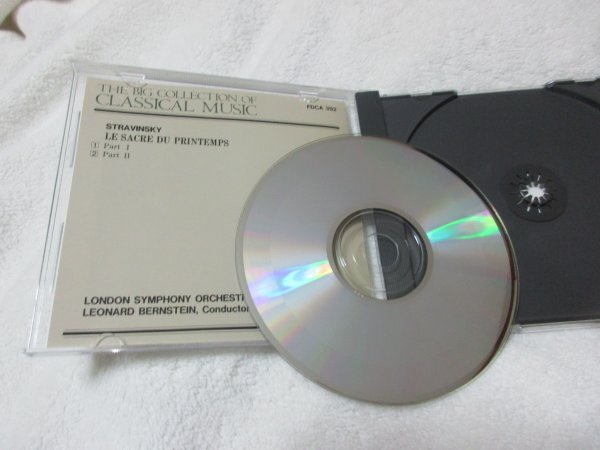 THE BIG COLLECTION OF
CLASSICAL MUSIC
FDCA 392
STRAVINSKY
LE SACRE DU PRINTEMPS
1 Part I
2 Part II
LONDON SYMPHONY ORCHEST
LEONARD BERNSTEIN, Conductor